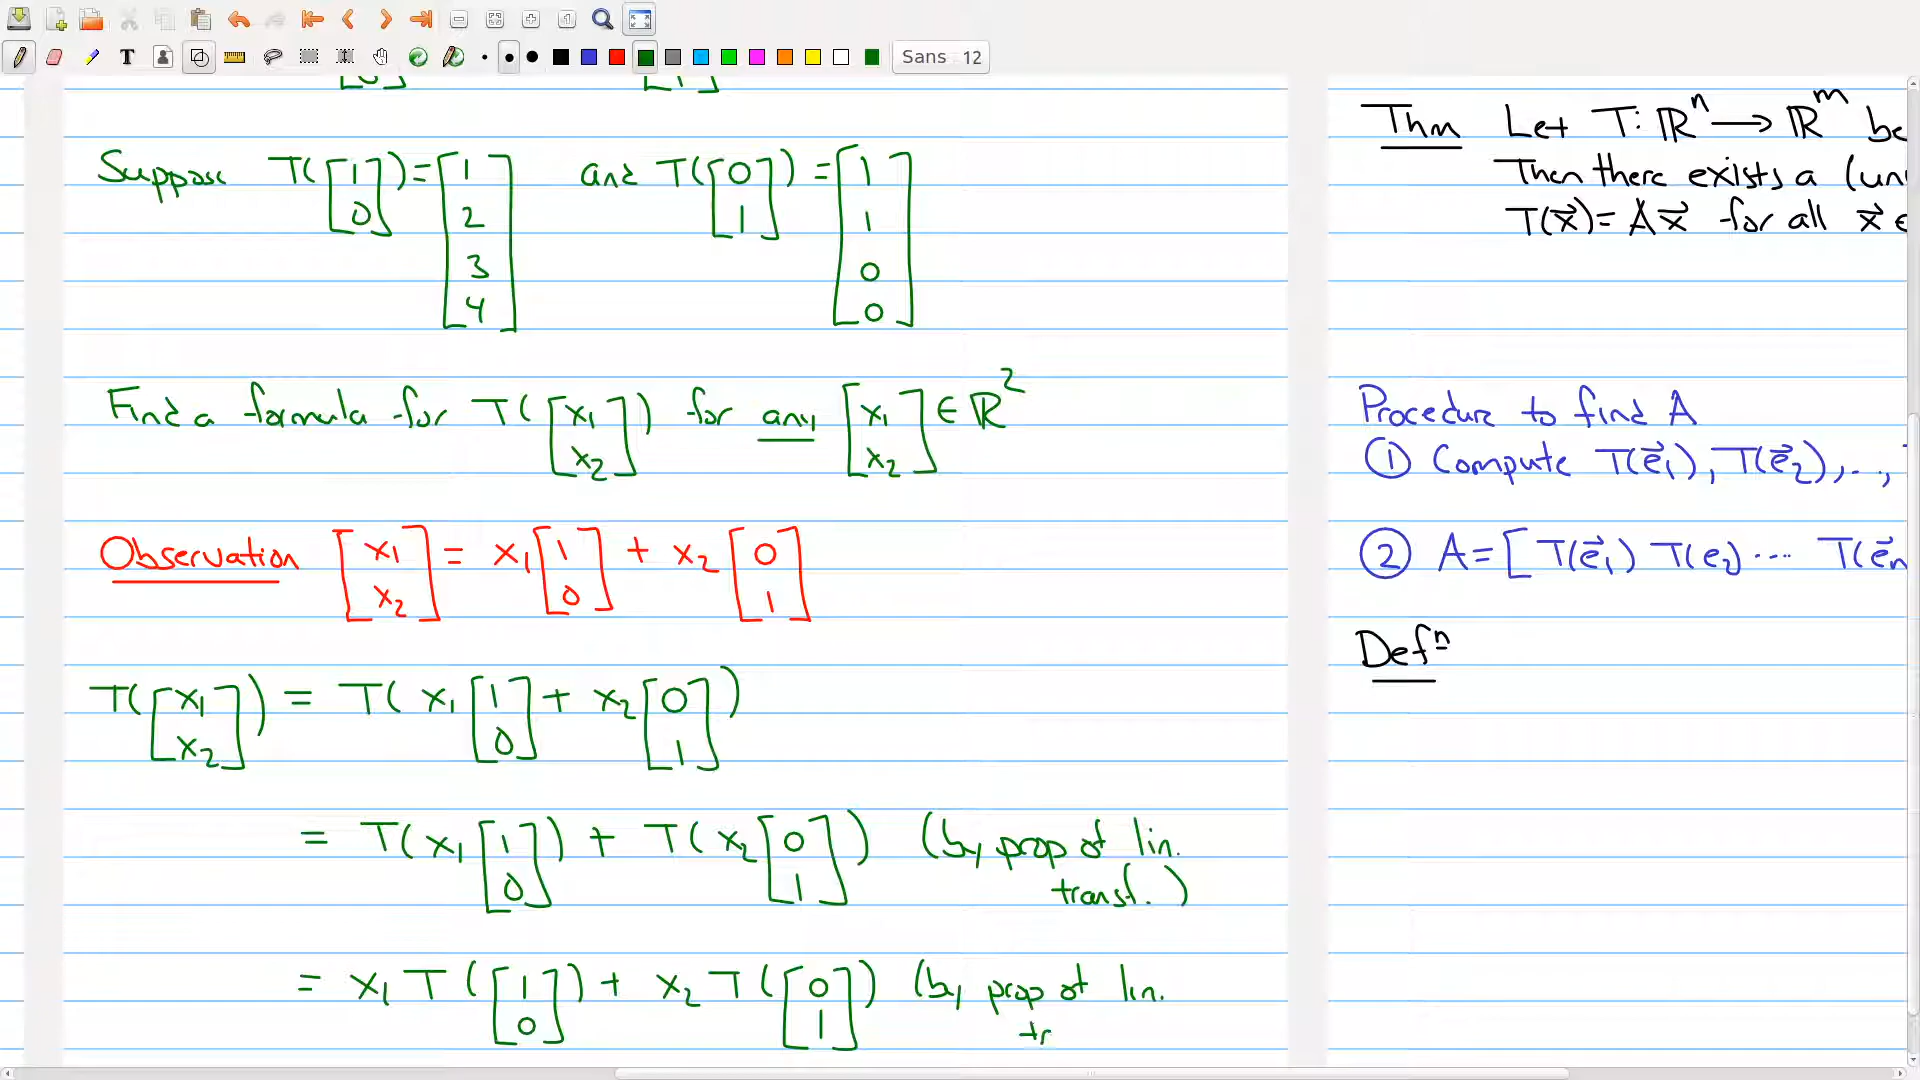 Sans 12
[0] [1]
Suppose T([1 0]) = [1 2 3 4] and T([0 1]) = [1 1 0 0]
Find a formula for T([x₁ x₂]) for any [x₁ x₂] ∈ ℝ²
Observation [x₁ x₂] = x₁[1 0] + x₂[0 1]
T([x₁ x₂]) = T(x₁[1 0] + x₂[0 1])
= T(x₁[1 0]) + T(x₂[0 1]) (by prop of lin.
transf.)
= x₁T([1 0]) + x₂T([0 1]) (by prop of lin.
tr
Thm Let T: ℝⁿ → ℝᵐ be
Then there exists a (un
T(x⃗) = Ax⃗ for all x⃗ ∈
Procedure to find A
① Compute T(e⃗₁), T(e⃗₂), ..,
② A = [T(e⃗₁) T(e₂) ... T(e⃗n
Defⁿ